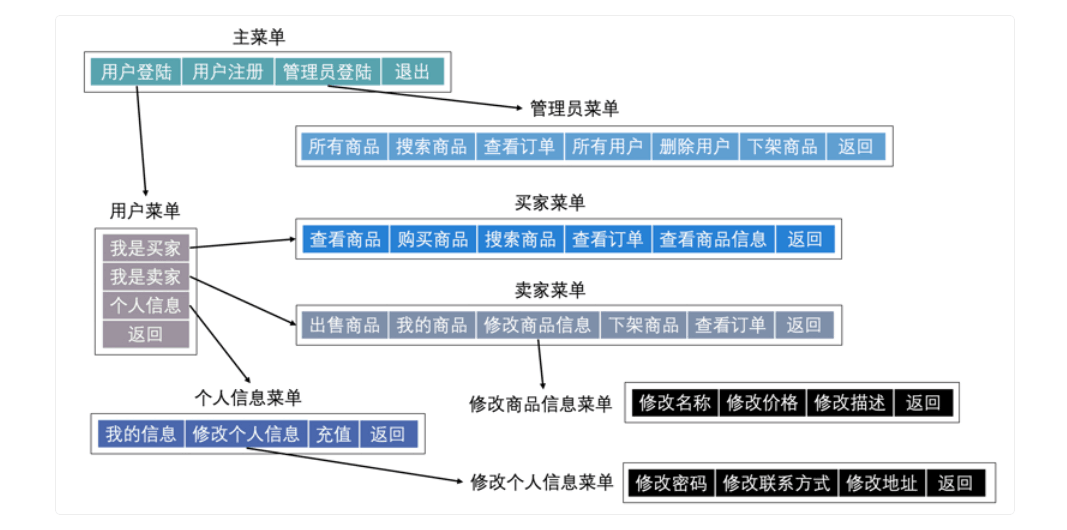 主菜单
用户登陆 用户注册 管理员登陆 退出
管理员菜单
所有商品 搜索商品 查看订单 所有用户 删除用户 下架商品 返回
用户菜单
我是买家
我是卖家
个人信息
返回
买家菜单
查看商品 购买商品 搜索商品 查看订单 查看商品信息 返回
卖家菜单
出售商品 我的商品 修改商品信息 下架商品 查看订单 返回
个人信息菜单
我的信息 修改个人信息 充值 返回
修改商品信息菜单
修改名称 修改价格 修改描述 返回
修改个人信息菜单
修改密码 修改联系方式 修改地址 返回